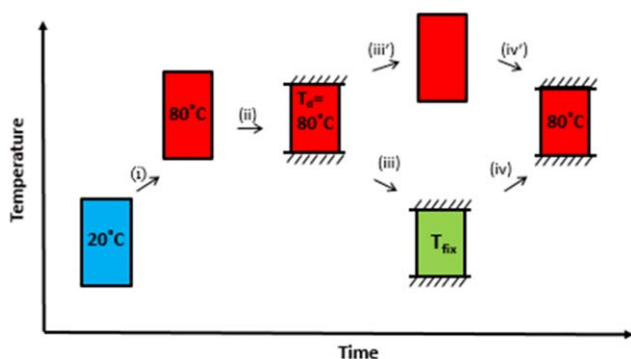 (iii')
(iv')
80°C
(ii)
T_d=
80°C
80°C
(i)
(iii)
(iv)
20°C
T_fix
Temperature
Time